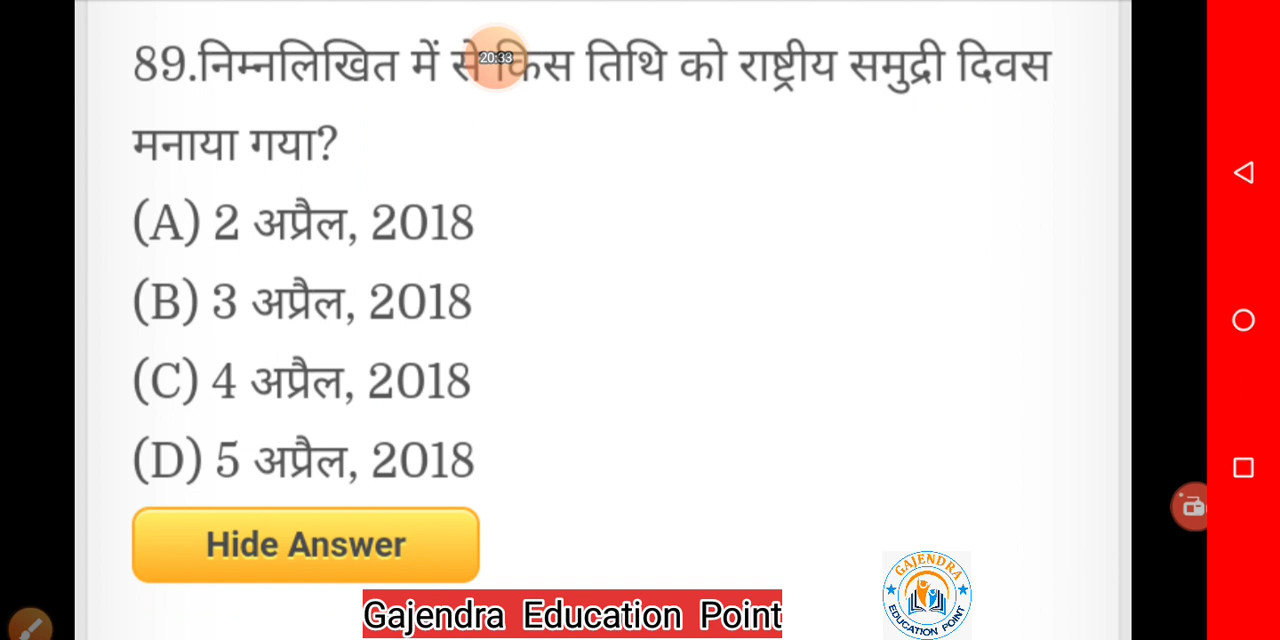 20:33
89.निम्नलिखित में से किस तिथि को राष्ट्रीय समुद्री दिवस
मनाया गया?
(A) 2 अप्रैल, 2018
(B) 3 अप्रैल, 2018
(C) 4 अप्रैल, 2018
(D) 5 अप्रैल, 2018
Hide Answer
Gajendra Education Point
GAJENDRA
EDUCATION POINT